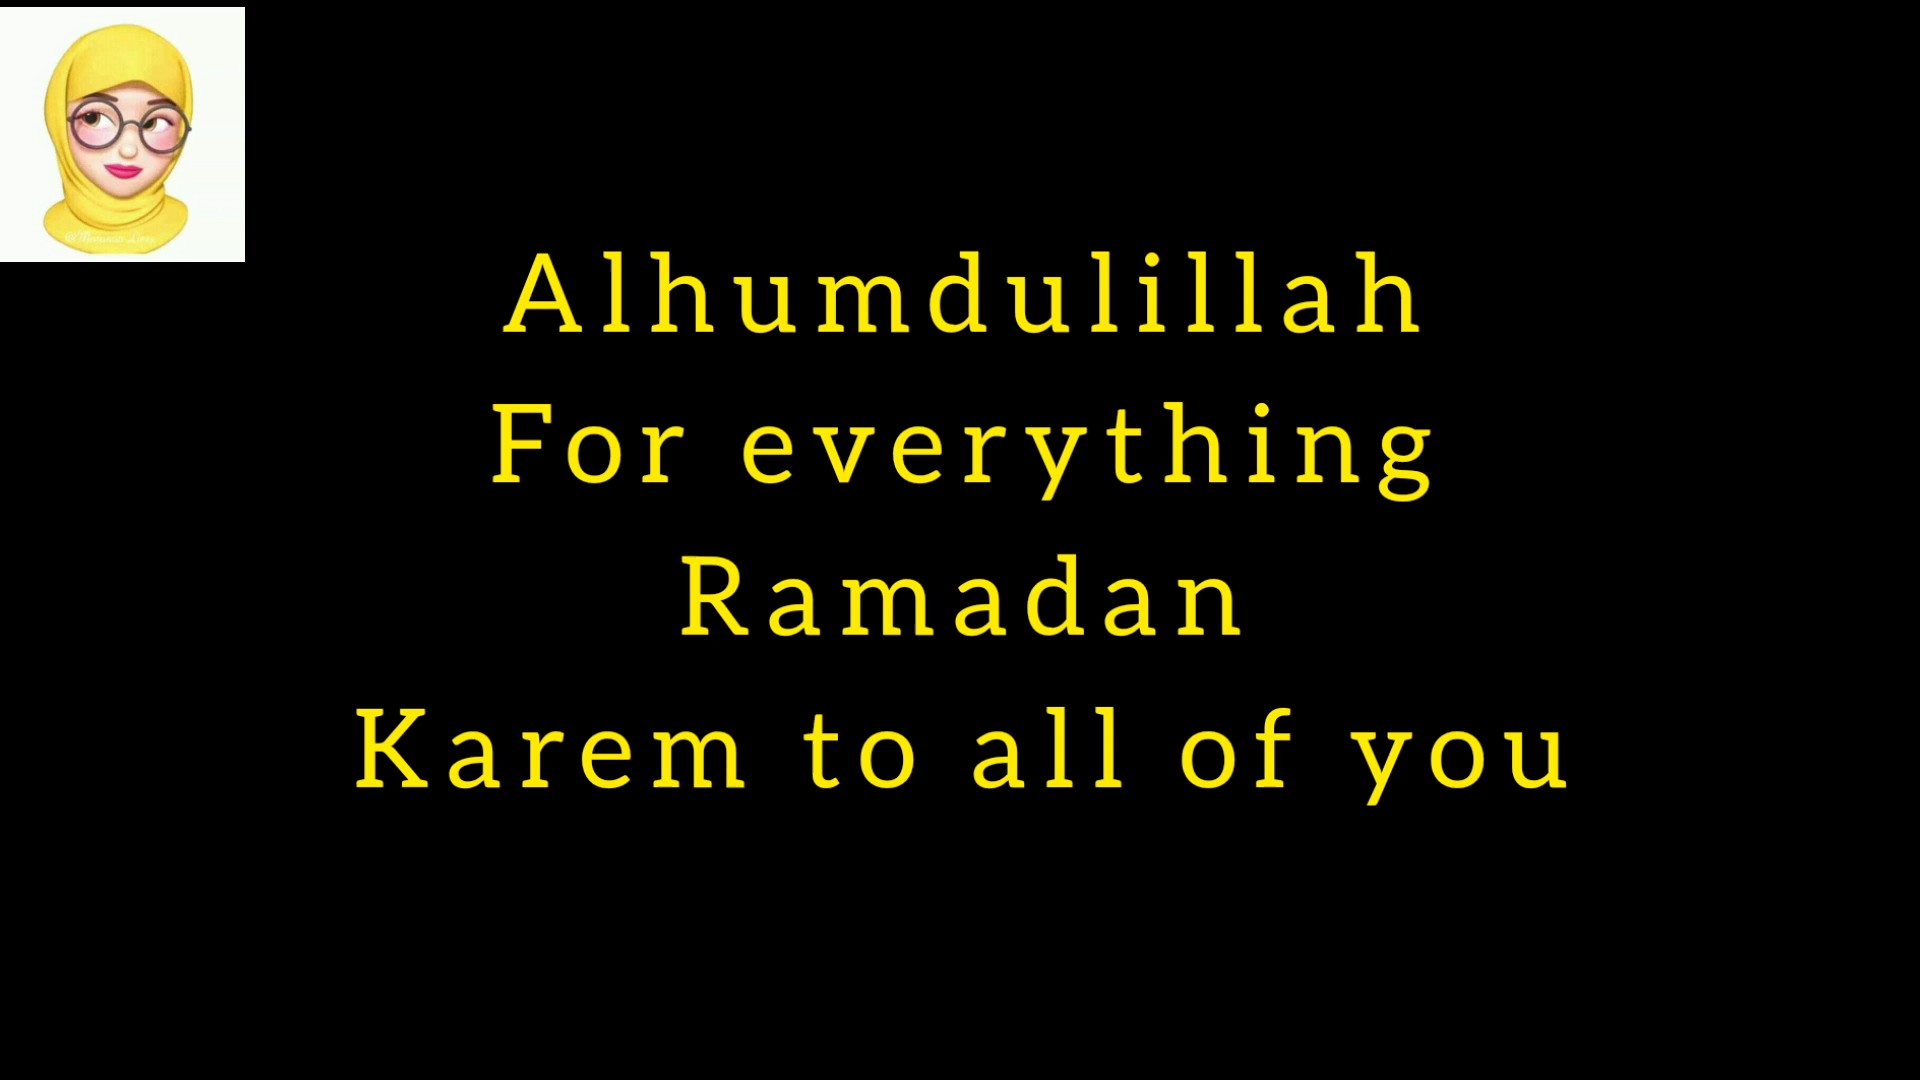 Alhumdulillah
For everything
Ramadan
Karem to all of you